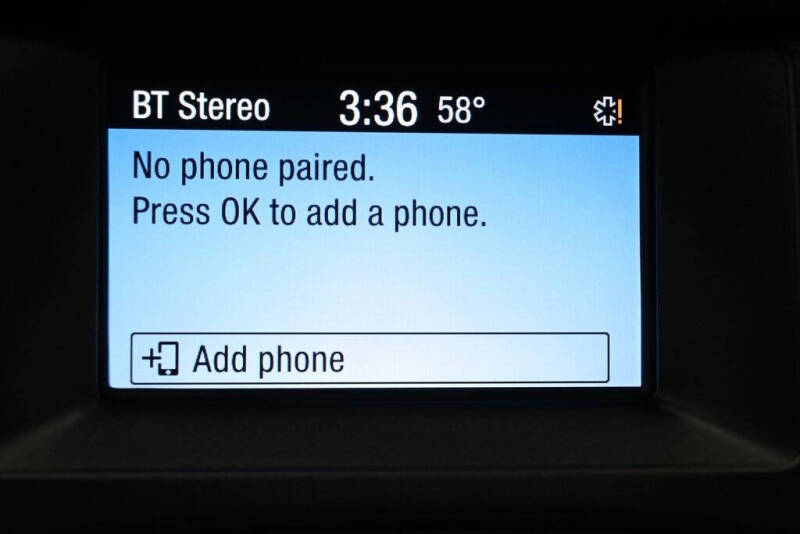 BT Stereo 3:36 58°
No phone paired.
Press OK to add a phone.
Add phone